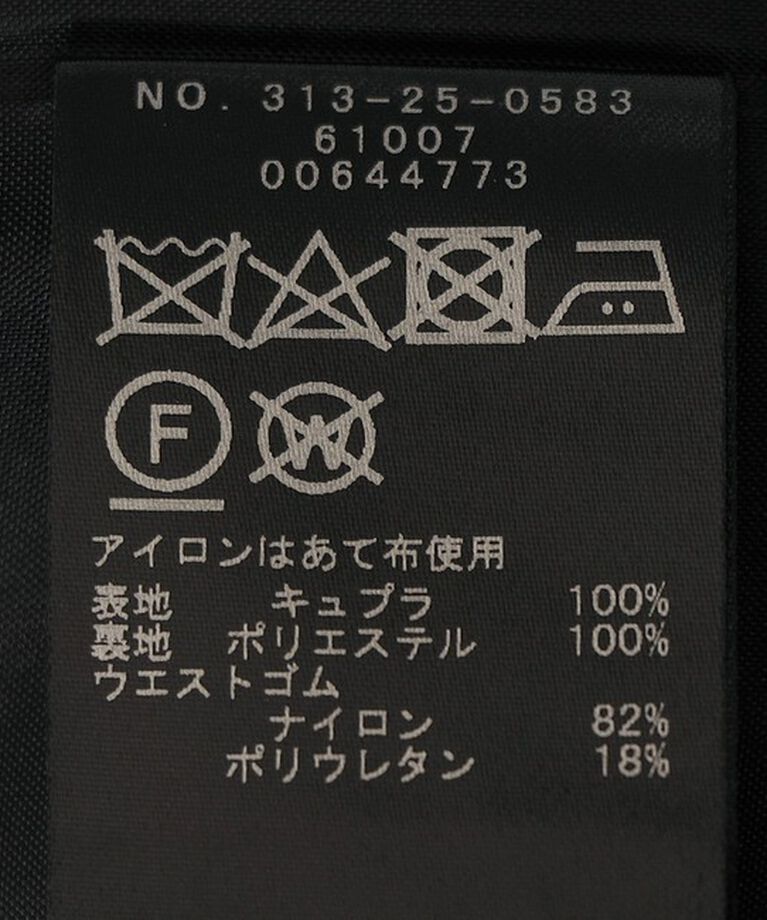 NO. 313-25-0583
61007
00644773
F W
アイロンはあて布使用
表地 キュプラ 100%
裏地 ポリエステル 100%
ウエストゴム
ナイロン 82%
ポリウレタン 18%